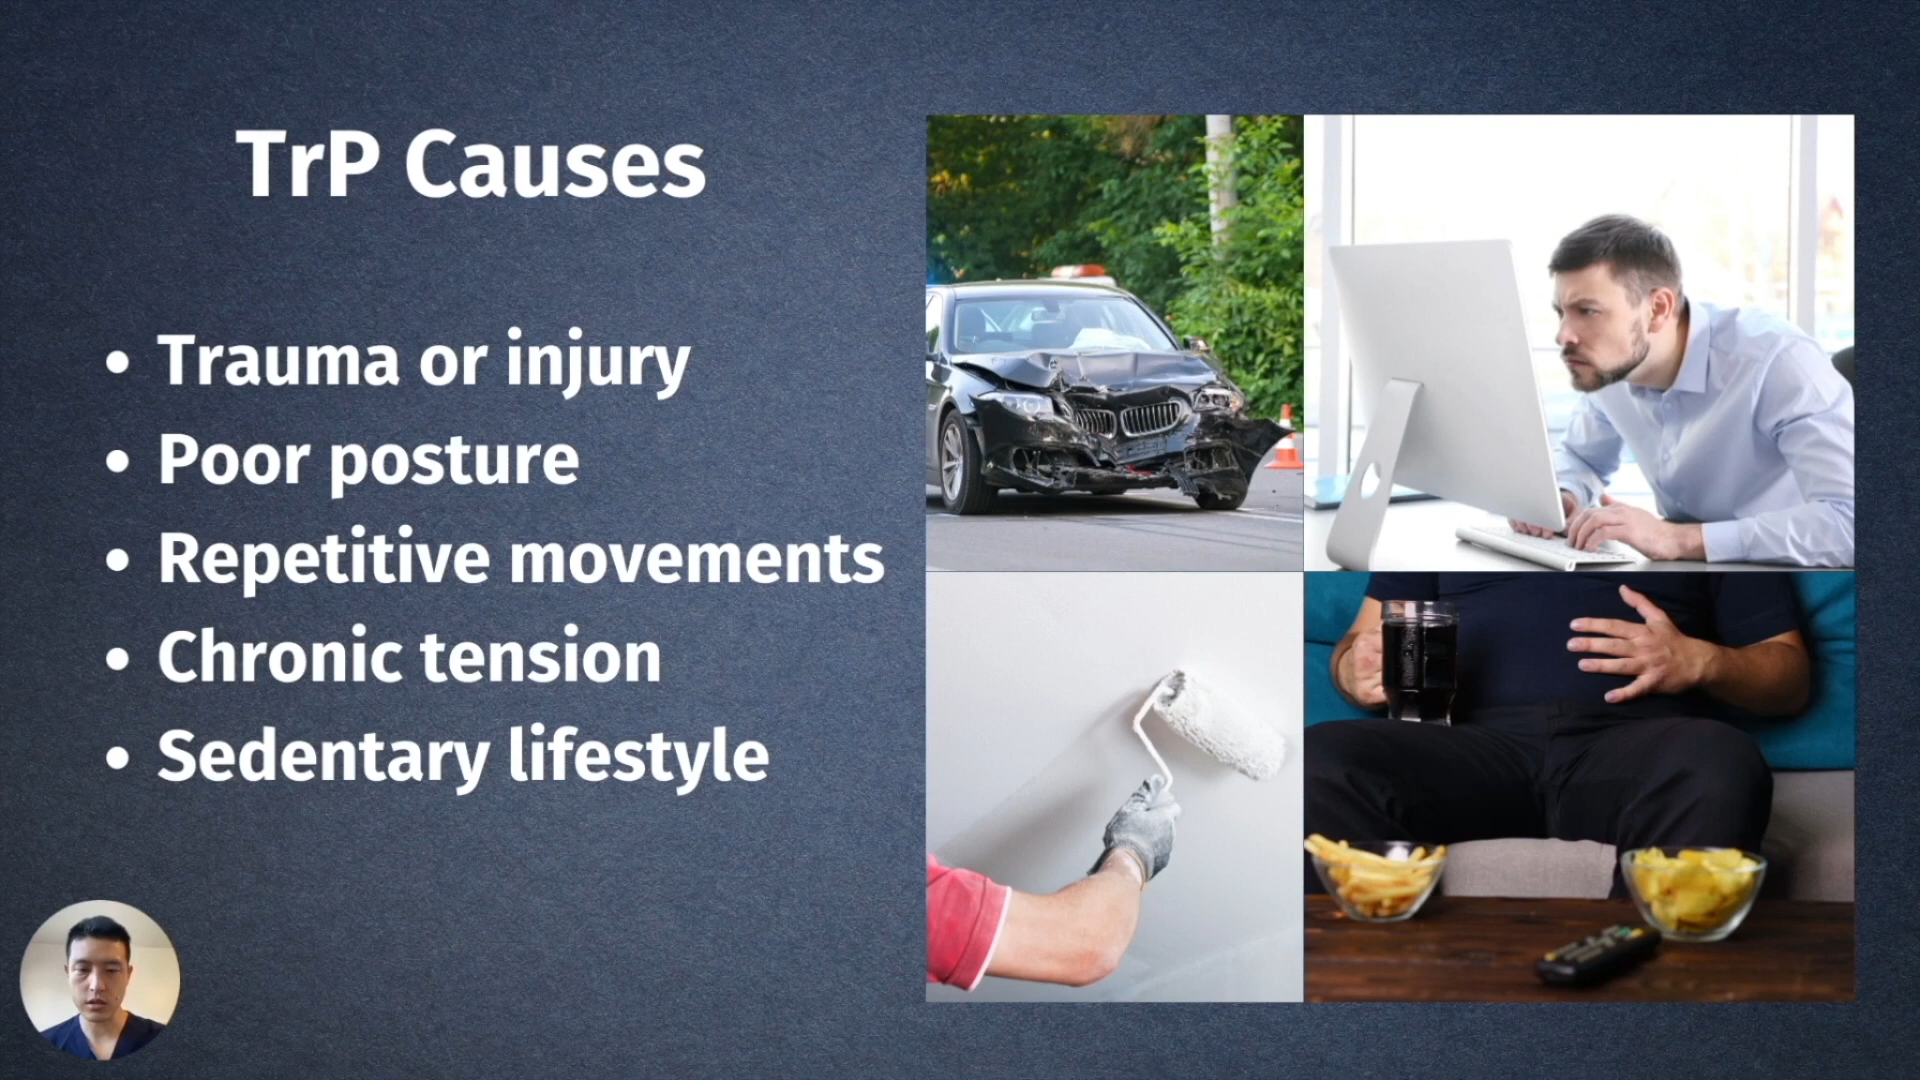 TrP Causes
• Trauma or injury
• Poor posture
• Repetitive movements
• Chronic tension
• Sedentary lifestyle